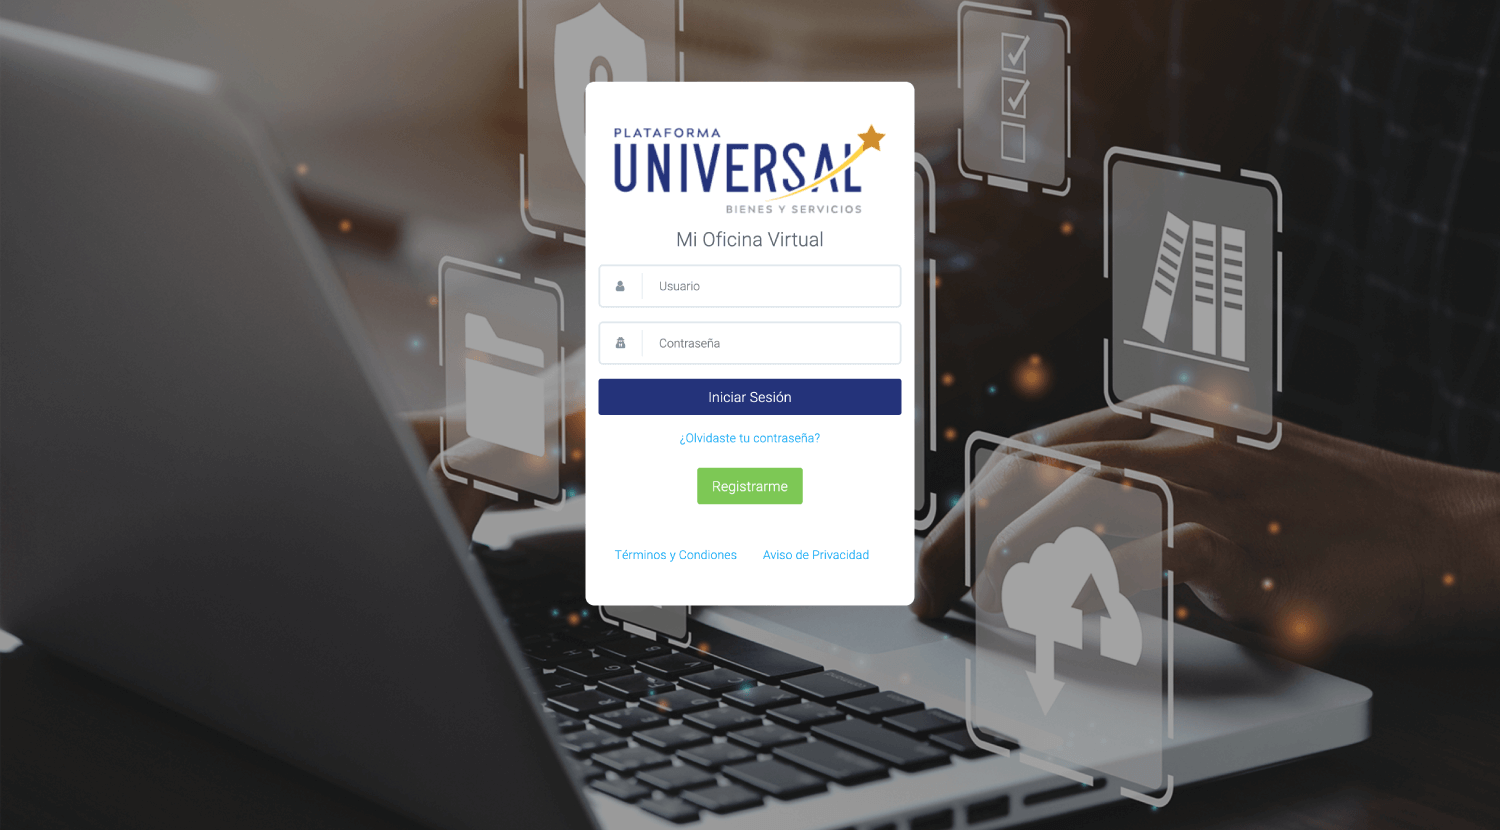 PLATAFORMA
UNIVERSAL
BIENES Y SERVICIOS
Mi Oficina Virtual
Usuario
Contraseña
Iniciar Sesión
¿Olvidaste tu contraseña?
Registrarme
Términos y Condiones Aviso de Privacidad